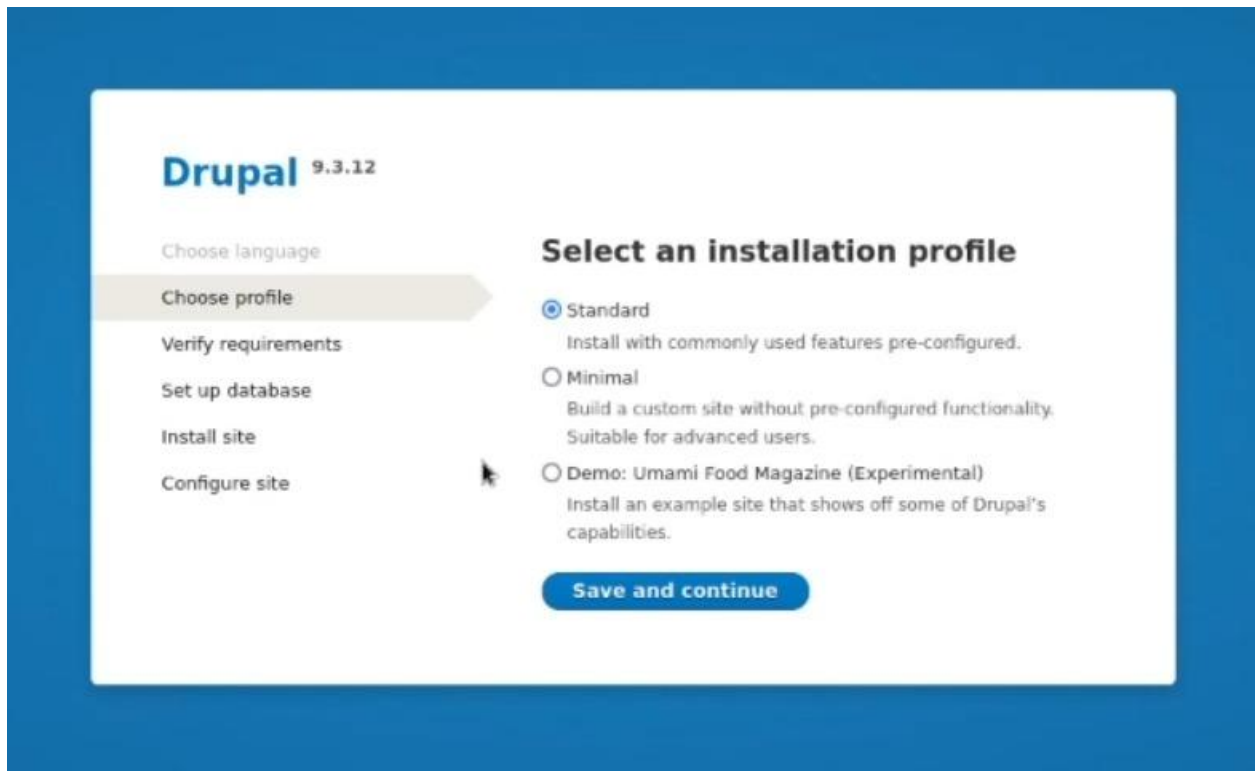 Drupal 9.3.12
Choose language
Choose profile
Verify requirements
Set up database
Install site
Configure site
Select an installation profile
Standard
Install with commonly used features pre-configured.
Minimal
Build a custom site without pre-configured functionality.
Suitable for advanced users.
Demo: Umami Food Magazine (Experimental)
Install an example site that shows off some of Drupal's
capabilities.
Save and continue